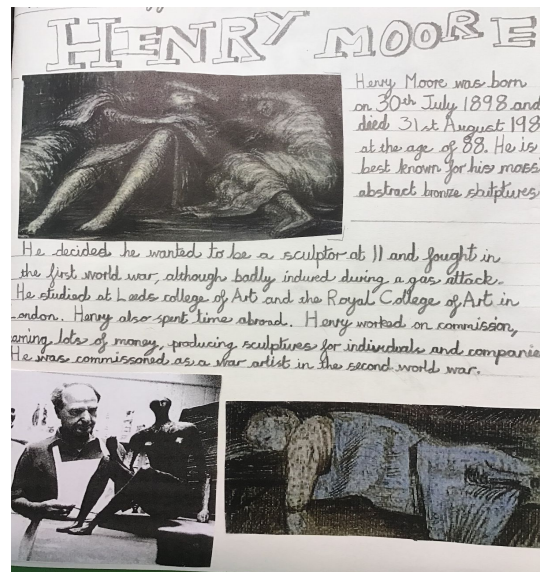 HENRY MOORE
Henry Moore was born
on 30th July 1898 and
died 31st August 198
at the age of 88. He is
best known for his mass
abstract bronze sculptures
He decided he wanted to be a sculptor at 11 and fought in
the first world war, although badly indured during a gas attack.
He studied at Leeds college of Art and the Royal College of Art in
ondon. Henry also spent time abroad. Henry worked on commission,
erning lots of money, producing sculptures for individuals and companie
He was commissoned as a war artist in the second world war.